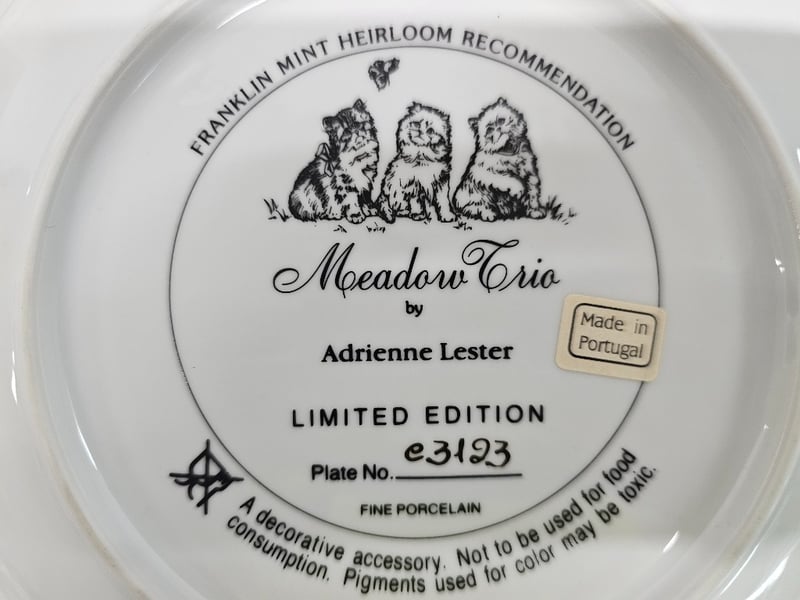 FRANKLIN MINT HEIRLOOM RECOMMENDATION
Meadow Trio
by
Adrienne Lester
Made in
Portugal
LIMITED EDITION
Plate No. e3123
FINE PORCELAIN
A decorative accessory. Not to be used for food
consumption. Pigments used for color may be toxic.